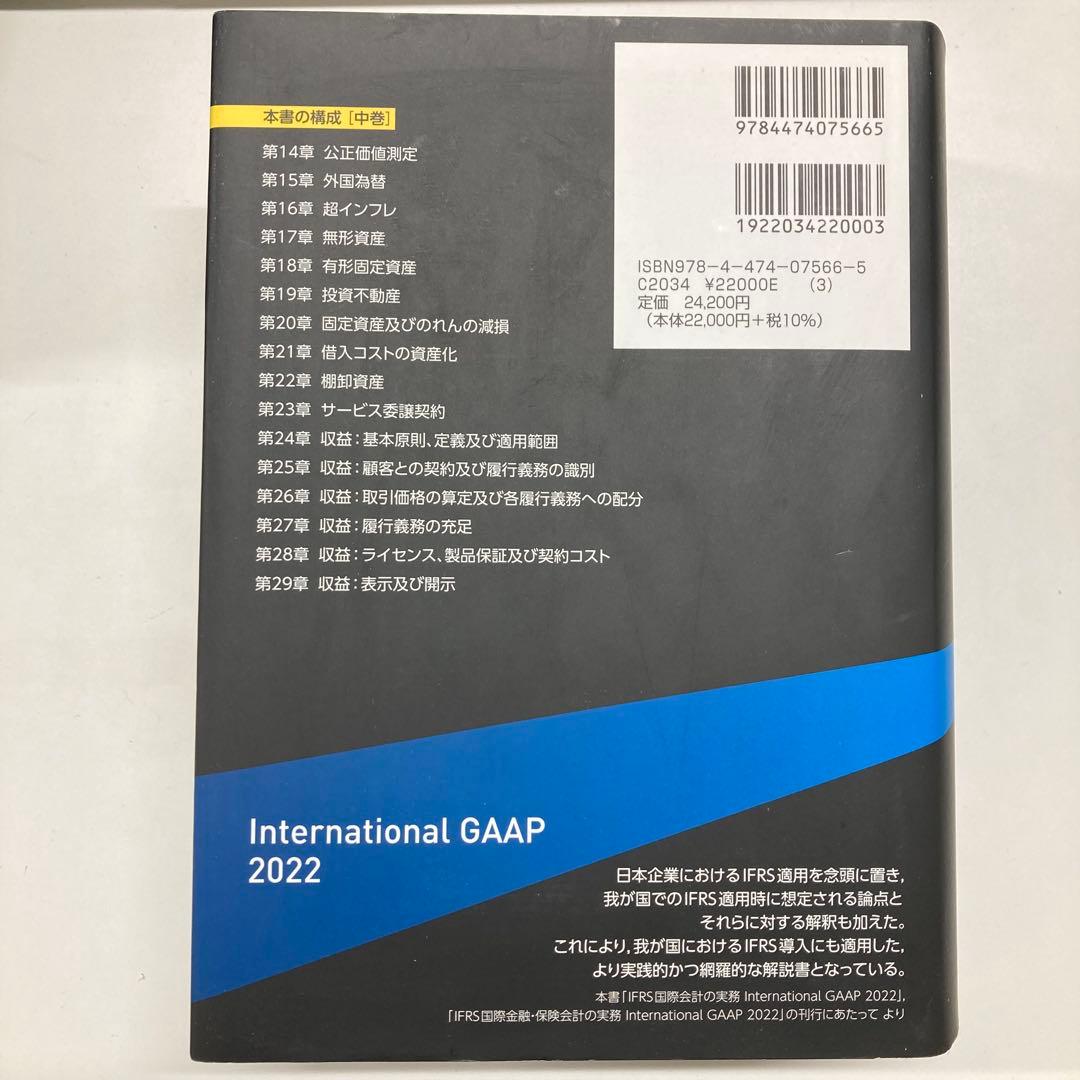 本書の構成［中巻］
第14章 公正価値測定
第15章 外国為替
第16章 超インフレ
第17章 無形資産
第18章 有形固定資産
第19章 投資不動産
第20章 固定資産及びのれんの減損
第21章 借入コストの資産化
第22章 棚卸資産
第23章 サービス委譲契約
第24章 収益：基本原則、定義及び適用範囲
第25章 収益：顧客との契約及び履行義務の識別
第26章 収益：取引価格の算定及び各履行義務への配分
第27章 収益：履行義務の充足
第28章 収益：ライセンス、製品保証及び契約コスト
第29章 収益：表示及び開示
9784474075665
1922034220003
ISBN978-4-474-07566-5
C2034 ¥22000E (3)
定価 24,200円
（本体22,000円＋税10％）
International GAAP
2022
日本企業におけるIFRS適用を念頭に置き，
我が国でのIFRS適用時に想定される論点と
それらに対する解釈も加えた。
これにより，我が国におけるIFRS導入にも適用した，
より実践的かつ網羅的な解説書となっている。
本書「IFRS国際会計の実務 International GAAP 2022」，
「IFRS国際金融・保険会計の実務 International GAAP 2022」の刊行にあたって より